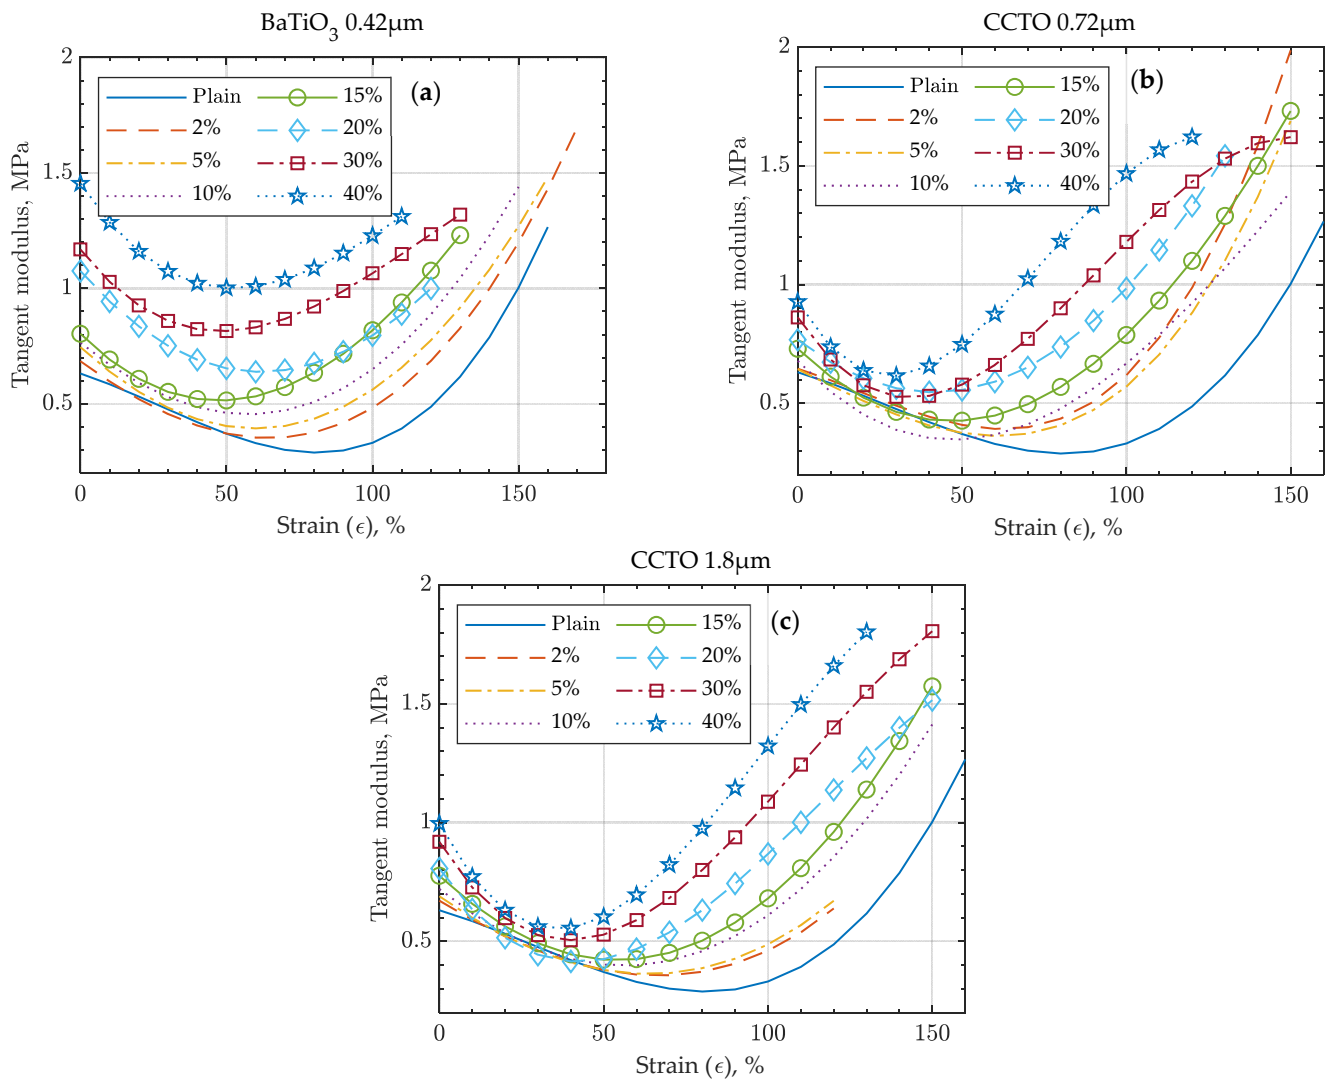 BaTiO3 0.42µm
2
1.5
1
0.5
Tangent modulus, MPa
Plain 15%
2% 20%
5% 30%
10% 40%
(a)
0 50 100 150
Strain (ϵ), %
CCTO 0.72µm
2
1.5
1
0.5
Tangent modulus, MPa
Plain 15%
2% 20%
5% 30%
10% 40%
(b)
0 50 100 150
Strain (ϵ), %
CCTO 1.8µm
2
1.5
1
0.5
Tangent modulus, MPa
Plain 15%
2% 20%
5% 30%
10% 40%
(c)
0 50 100 150
Strain (ϵ), %